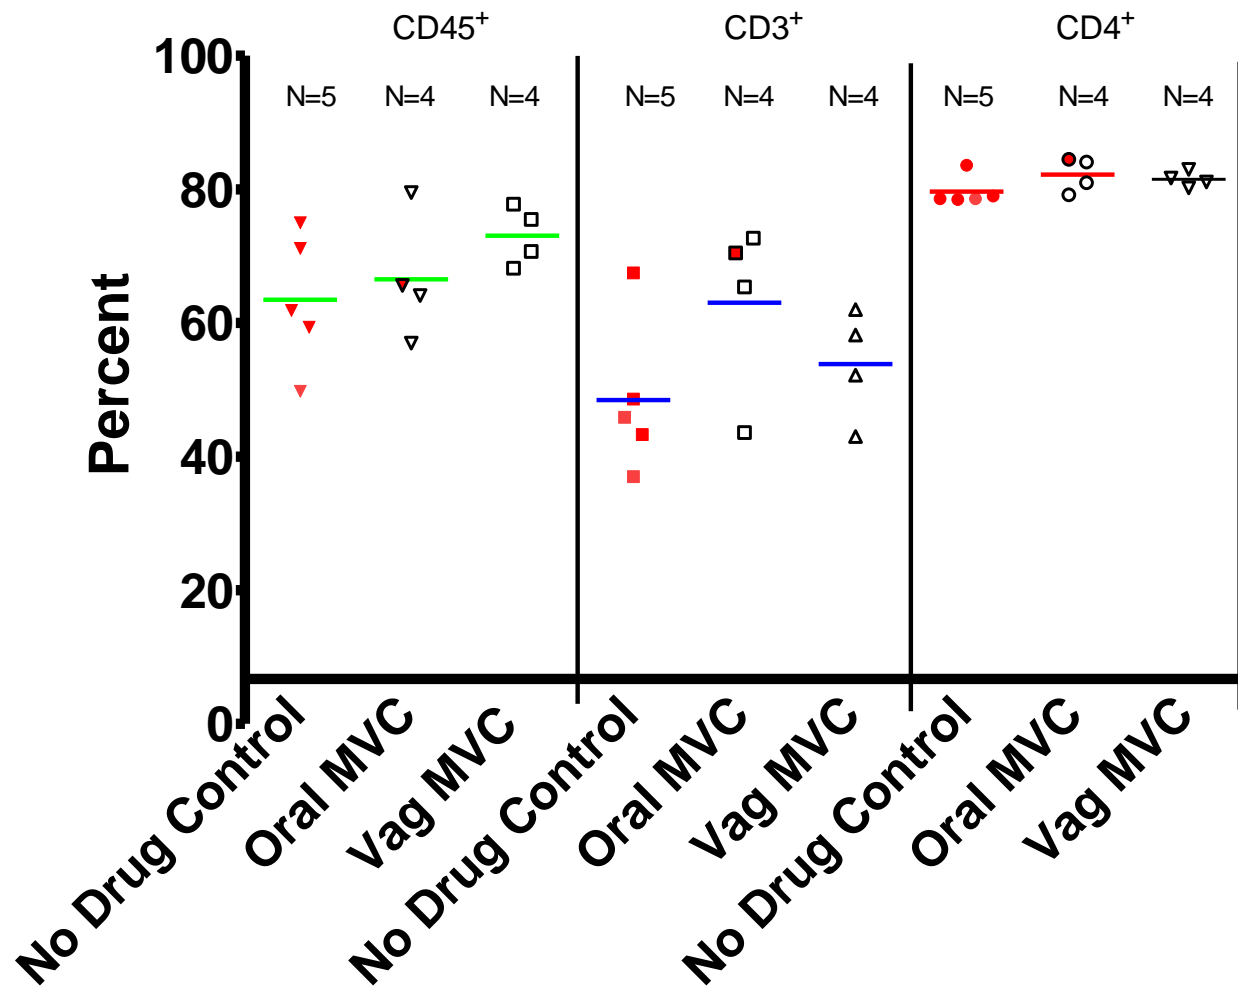 CD45⁺ CD3⁺ CD4⁺
100
N=5 N=4 N=4 N=5 N=4 N=4 N=5 N=4 N=4
80
60
Percent
40
20
0
No Drug Control
Oral MVC
Vag MVC
No Drug Control
Oral MVC
Vag MVC
No Drug Control
Oral MVC
Vag MVC